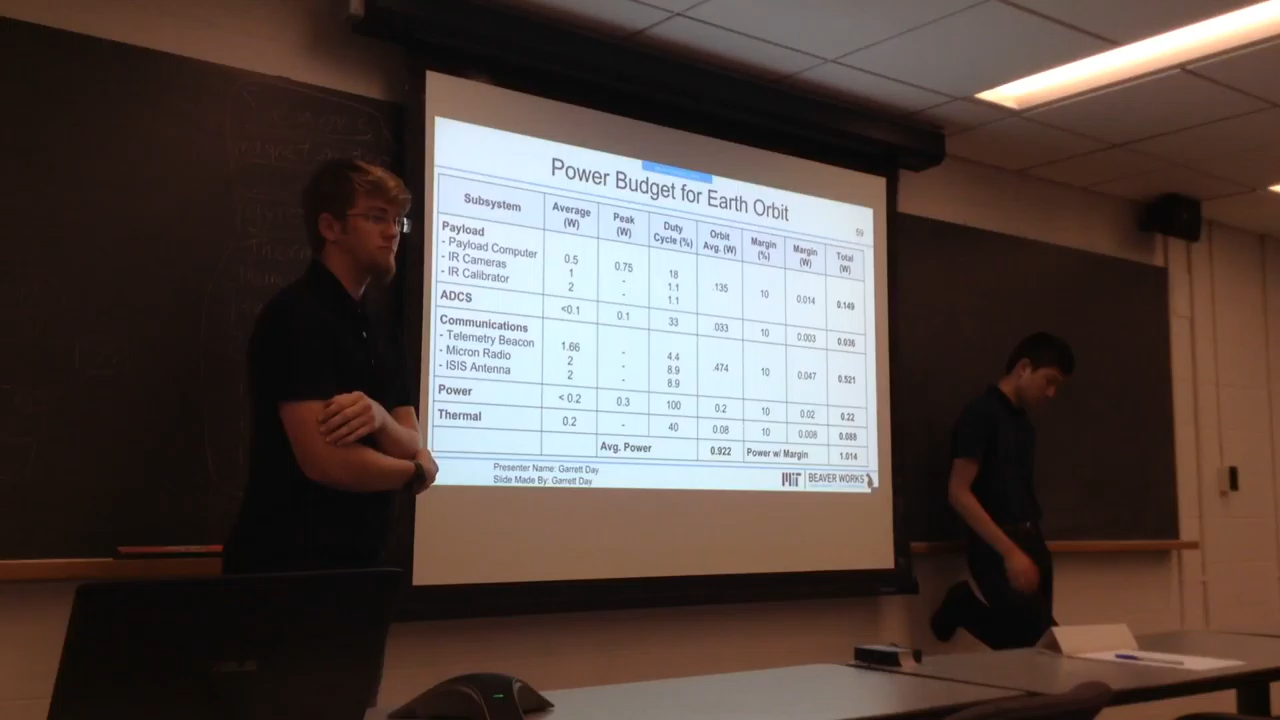 Power Budget for Earth Orbit
59
Subsystem Average (W) Peak (W) Duty Cycle (%) Orbit Avg. (W) Margin (%) Margin (W) Total (W)
Payload
- Payload Computer 0.5 0.75 18
- IR Cameras 1 - 1.1 .135 10 0.014 0.149
- IR Calibrator 2 - 1.1
ADCS <0.1 0.1 33 .033 10 0.003 0.036
Communications
- Telemetry Beacon 1.66 - 4.4
- Micron Radio 2 - 8.9 .474 10 0.047 0.521
- ISIS Antenna 2 - 8.9
Power < 0.2 0.3 100 0.2 10 0.02 0.22
Thermal 0.2 - 40 0.08 10 0.008 0.088
Avg. Power 0.922 Power w/ Margin 1.014
Presenter Name: Garrett Day
Slide Made By: Garrett Day
MIT BEAVER WORKS